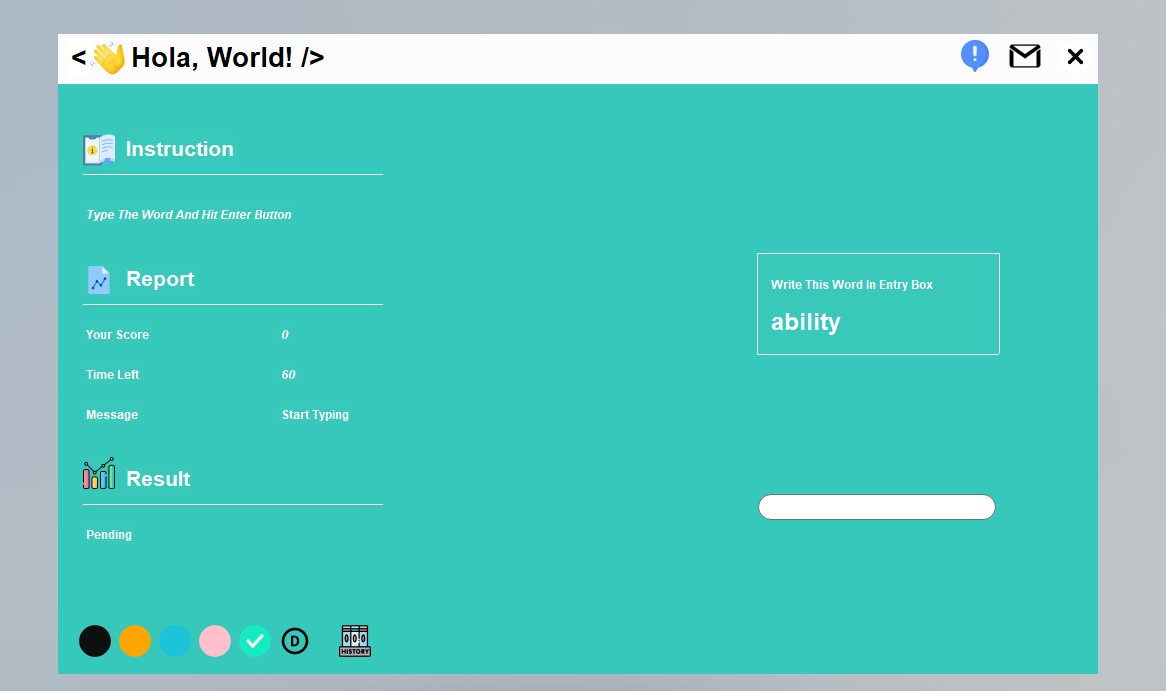 < 👋 Hola, World! />
Instruction
Type The Word And Hit Enter Button
Report
Your Score 0
Time Left 60
Message Start Typing
Result
Pending
Write This Word In Entry Box
ability
D
HISTORY